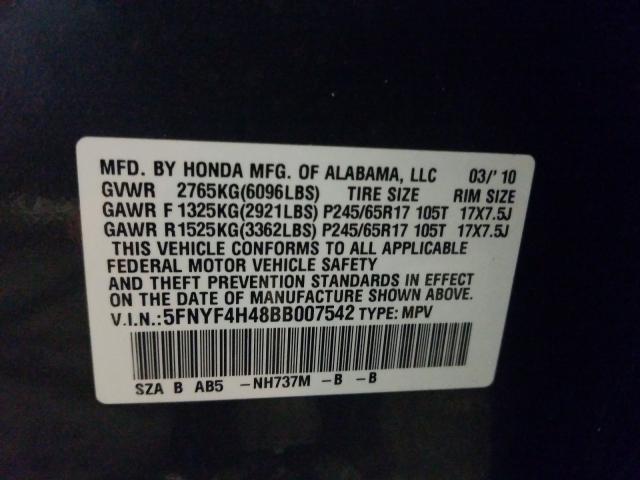 MFD. BY HONDA MFG. OF ALABAMA, LLC 03/' 10
GVWR 2765KG(6096LBS) TIRE SIZE RIM SIZE
GAWR F 1325KG(2921LBS) P245/65R17 105T 17X7.5J
GAWR R1525KG(3362LBS) P245/65R17 105T 17X7.5J
THIS VEHICLE CONFORMS TO ALL APPLICABLE
FEDERAL MOTOR VEHICLE SAFETY
AND THEFT PREVENTION STANDARDS IN EFFECT
ON THE DATE OF MANUFACTURE SHOWN ABOVE.
V.I.N.:5FNYF4H48BB007542 TYPE: MPV
SZA B AB5 -NH737M -B -B